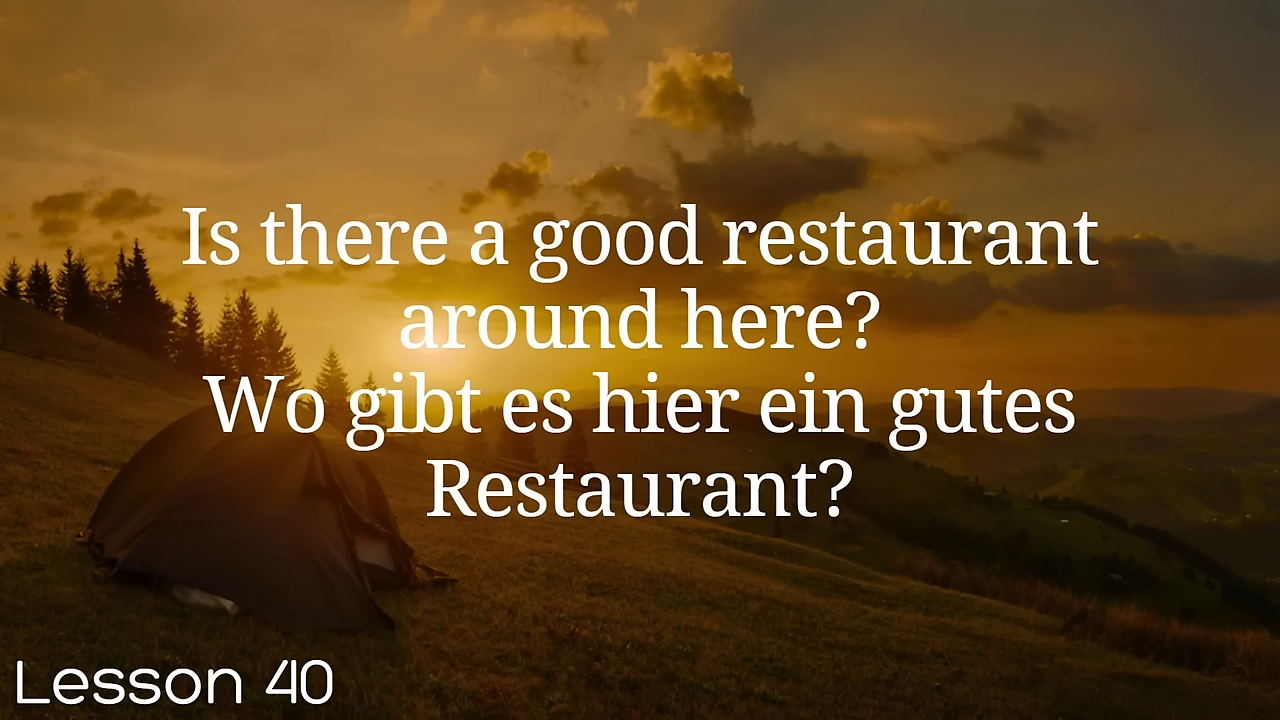 Is there a good restaurant
around here?
Wo gibt es hier ein gutes
Restaurant?
Lesson 40